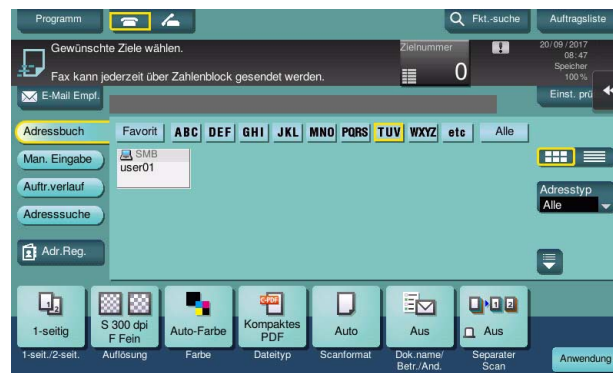 Programm
Fkt.-suche
Auftragsliste
Gewünschte Ziele wählen.
Fax kann jederzeit über Zahlenblock gesendet werden.
Zielnummer
0
20/09/2017
08:47
Speicher
100 %
E-Mail Empf.
Einst. prü
Adressbuch
Favorit ABC DEF GHI JKL MNO PQRS TUV WXYZ etc Alle
SMB
user01
Man. Eingabe
Auftr.verlauf
Adresssuche
Adr.Reg.
Adresstyp
Alle
1-seitig
1-seit./2-seit.
S 300 dpi
F Fein
Auflösung
Auto-Farbe
Farbe
C-PDF
Kompaktes
PDF
Dateityp
Auto
Scanformat
Aus
Dok.name/
Betr./And.
Aus
Separater
Scan
Anwendung